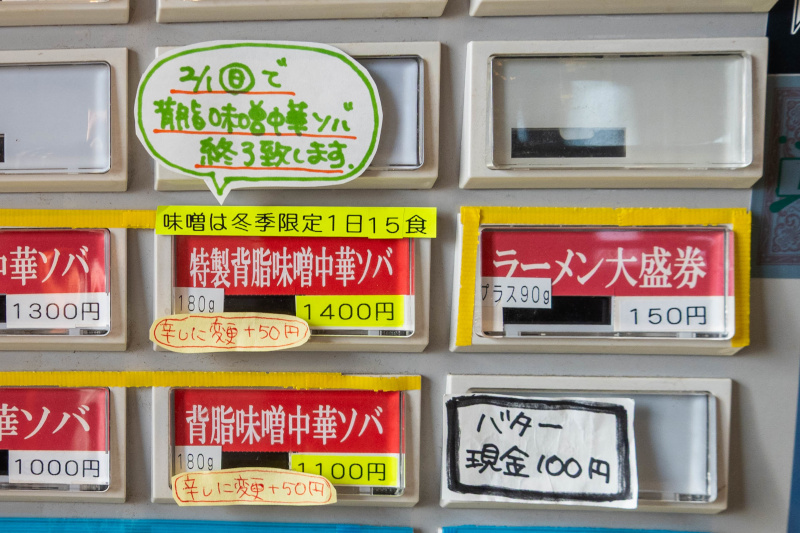 2/1㊐で
背脂味噌中華ソバ
終了致します.
味噌は冬季限定1日15食
中華ソバ
1300円
特製背脂味噌中華ソバ
180g
1400円
辛しに変更+50円
ラーメン大盛券
プラス90g
150円
華ソバ
1000円
背脂味噌中華ソバ
180g
1100円
辛しに変更+50円
バター
現金100円